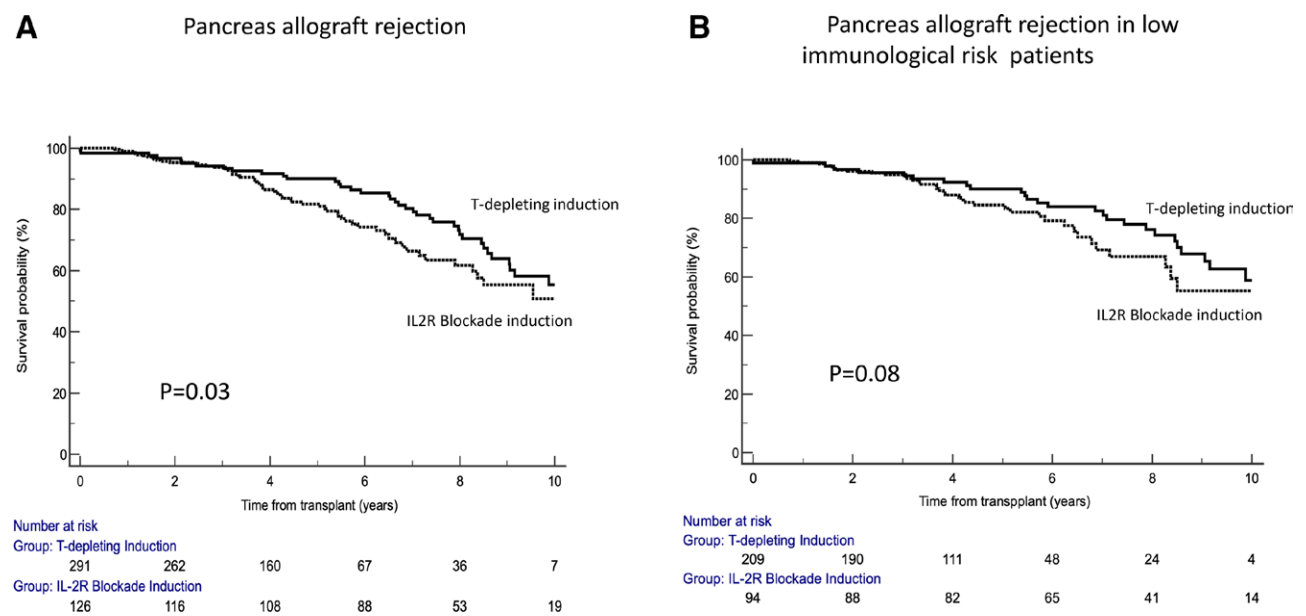 A
Pancreas allograft rejection
Survival probability (%)
100
80
60
40
20
0
T-depleting induction
IL2R Blockade induction
P=0.03
0 2 4 6 8 10
Time from transplant (years)
Number at risk
Group: T-depleting Induction
291 262 160 67 36 7
Group: IL-2R Blockade Induction
126 116 108 88 53 19
B
Pancreas allograft rejection in low
immunological risk patients
Survival probability (%)
100
80
60
40
20
0
T-depleting induction
IL2R Blockade induction
P=0.08
0 2 4 6 8 10
Time from transpplant (years)
Number at risk
Group: T-depleting Induction
209 190 111 48 24 4
Group: IL-2R Blockade Induction
94 88 82 65 41 14